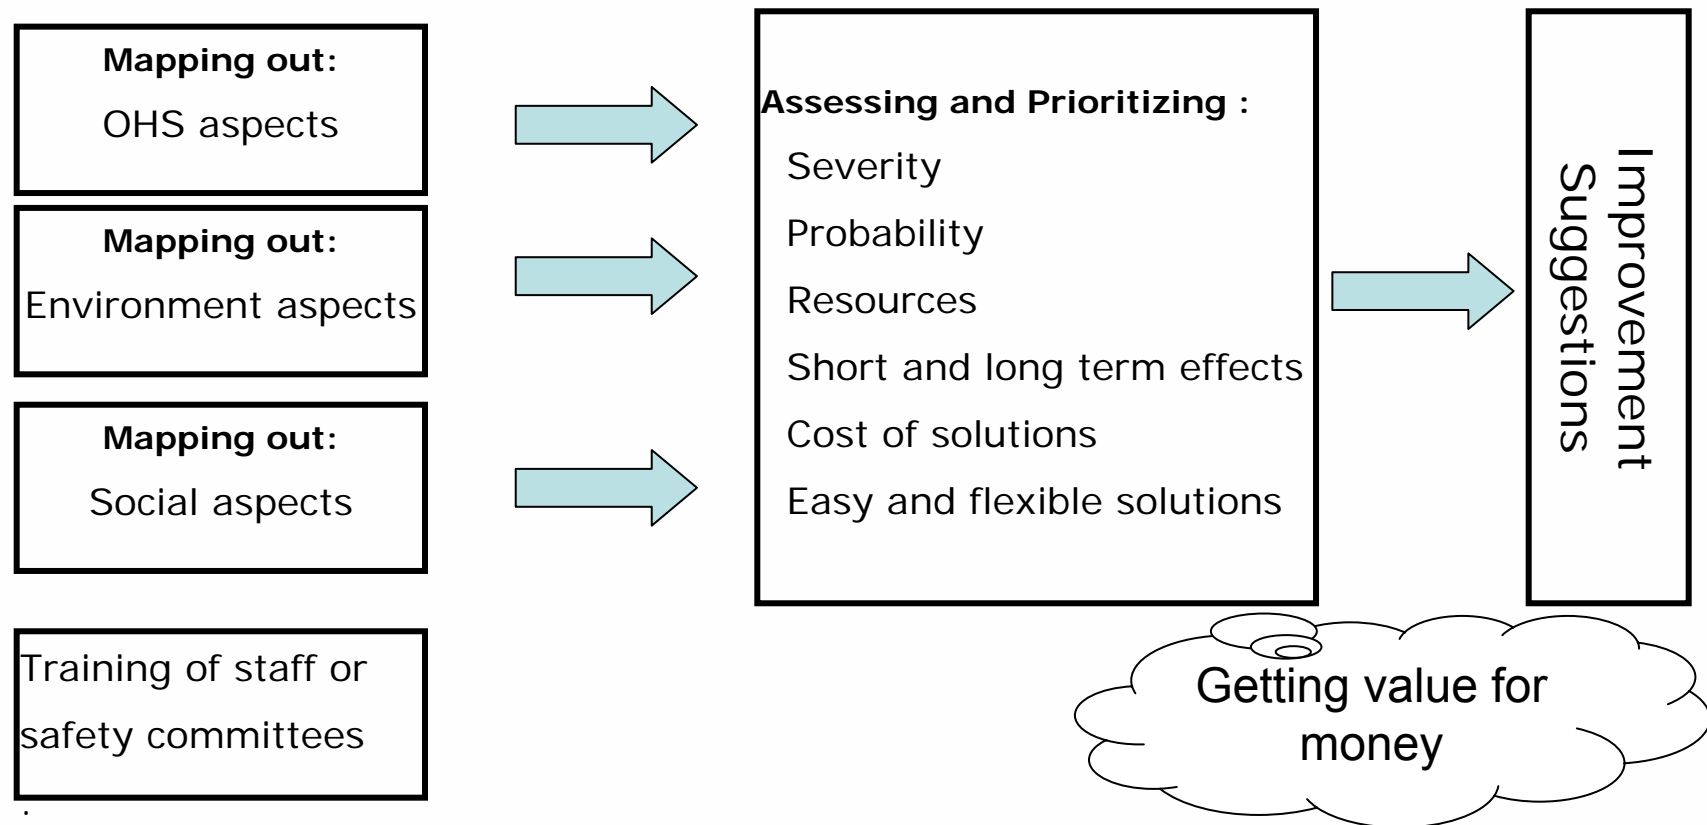 Mapping out:
OHS aspects
Mapping out:
Environment aspects
Mapping out:
Social aspects
Training of staff or
safety committees
.
Assessing and Prioritizing :
Severity
Probability
Resources
Short and long term effects
Cost of solutions
Easy and flexible solutions
Improvement
Suggestions
Getting value for
money